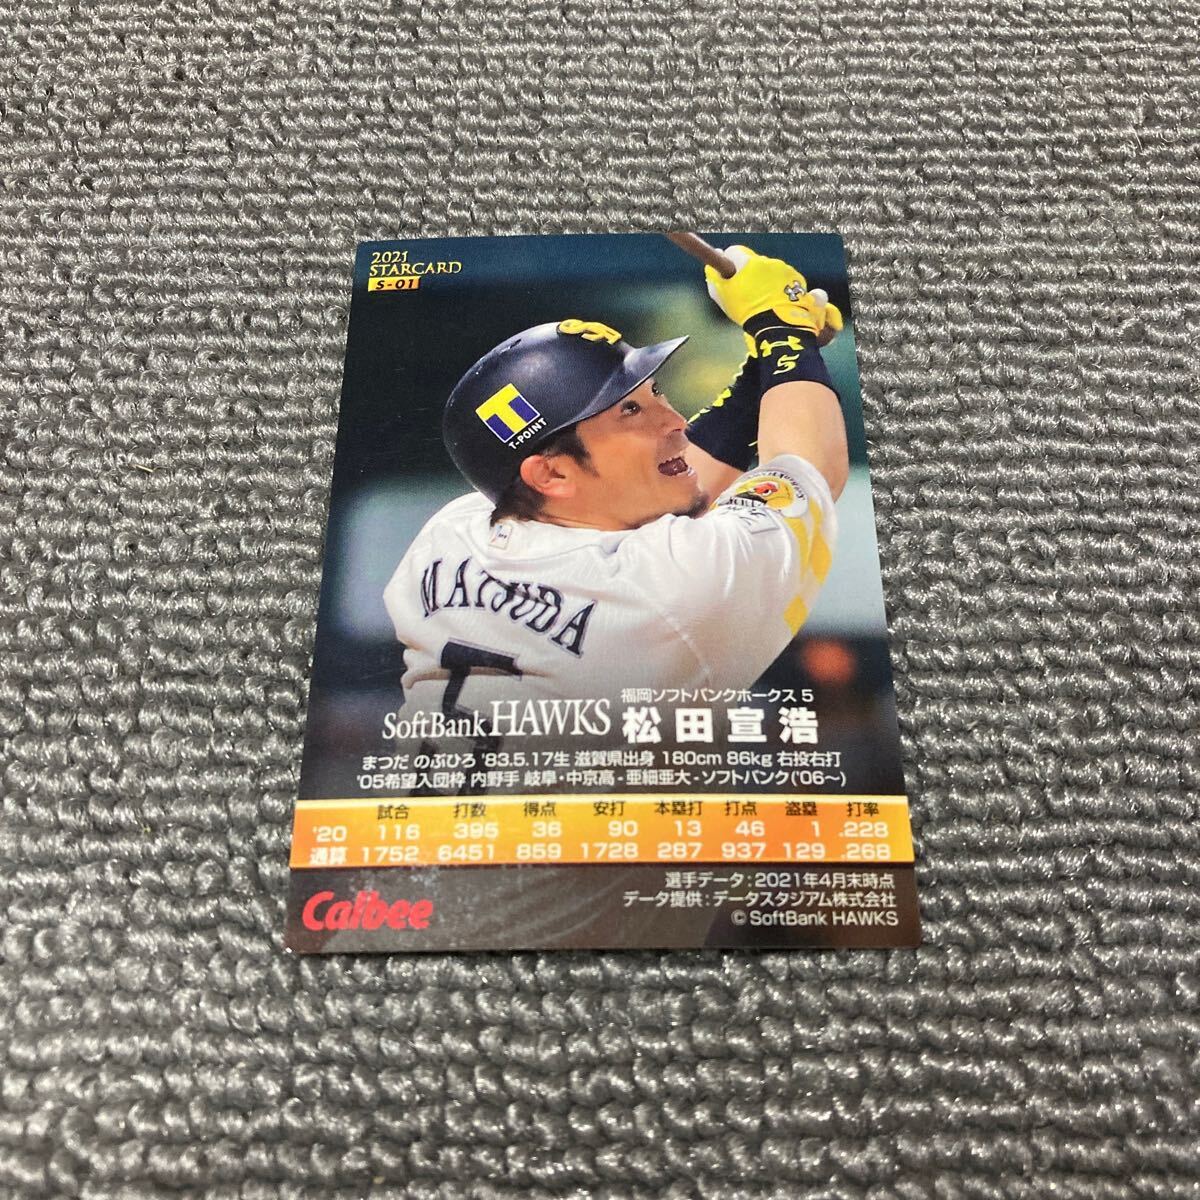 2021
STARCARD
S-01
T
T-POINT
5
MATSUDA
5
福岡ソフトバンクホークス 5
SoftBank HAWKS 松田宣浩
まつだ のぶひろ '83.5.17生 滋賀県出身 180cm 86kg 右投右打
'05希望入団枠 内野手 岐阜・中京高-亜細亜大-ソフトバンク('06〜)
試合 打数 得点 安打 本塁打 打点 盗塁 打率
'20 116 395 36 90 13 46 1 .228
通算 1752 6451 859 1728 287 937 129 .268
選手データ:2021年4月末時点
データ提供:データスタジアム株式会社
Calbee
© SoftBank HAWKS